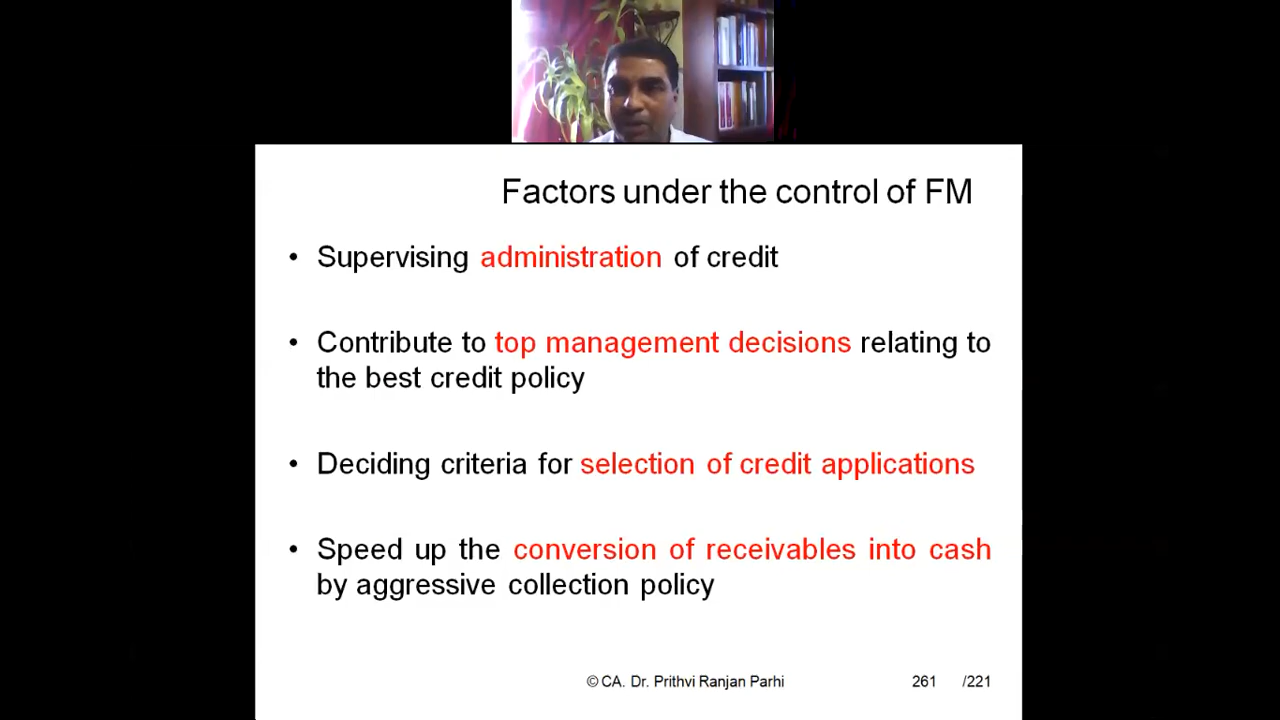 Factors under the control of FM
• Supervising administration of credit
• Contribute to top management decisions relating to
the best credit policy
• Deciding criteria for selection of credit applications
• Speed up the conversion of receivables into cash
by aggressive collection policy
© CA. Dr. Prithvi Ranjan Parhi 261 /221